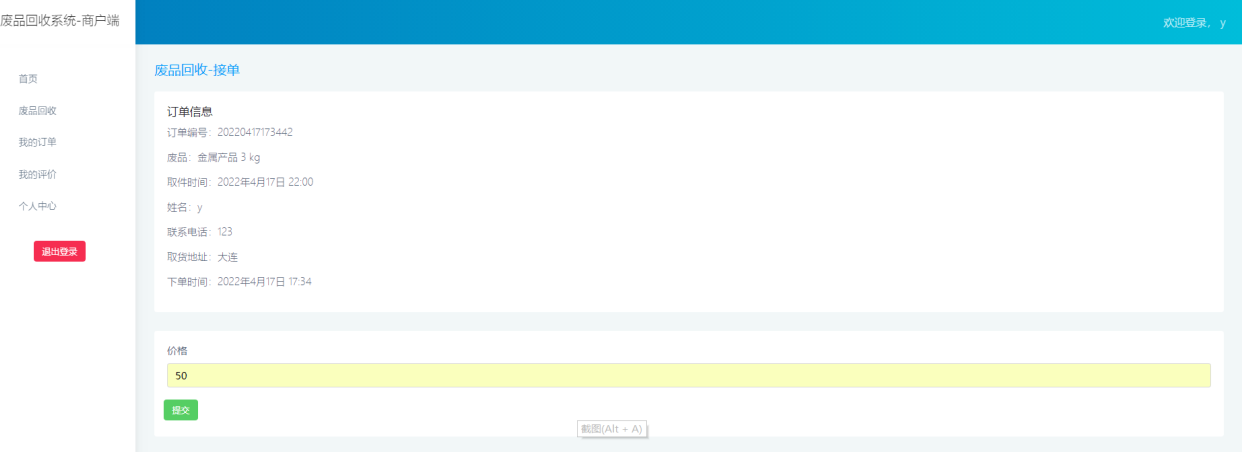 废品回收系统-商户端
欢迎登录， y
首页
废品回收
我的订单
我的评价
个人中心
退出登录
废品回收-接单
订单信息
订单编号：20220417173442
废品：金属产品 3 kg
取件时间：2022年4月17日 22:00
姓名：y
联系电话：123
取货地址：大连
下单时间：2022年4月17日 17:34
价格
50
提交
截图(Alt + A)